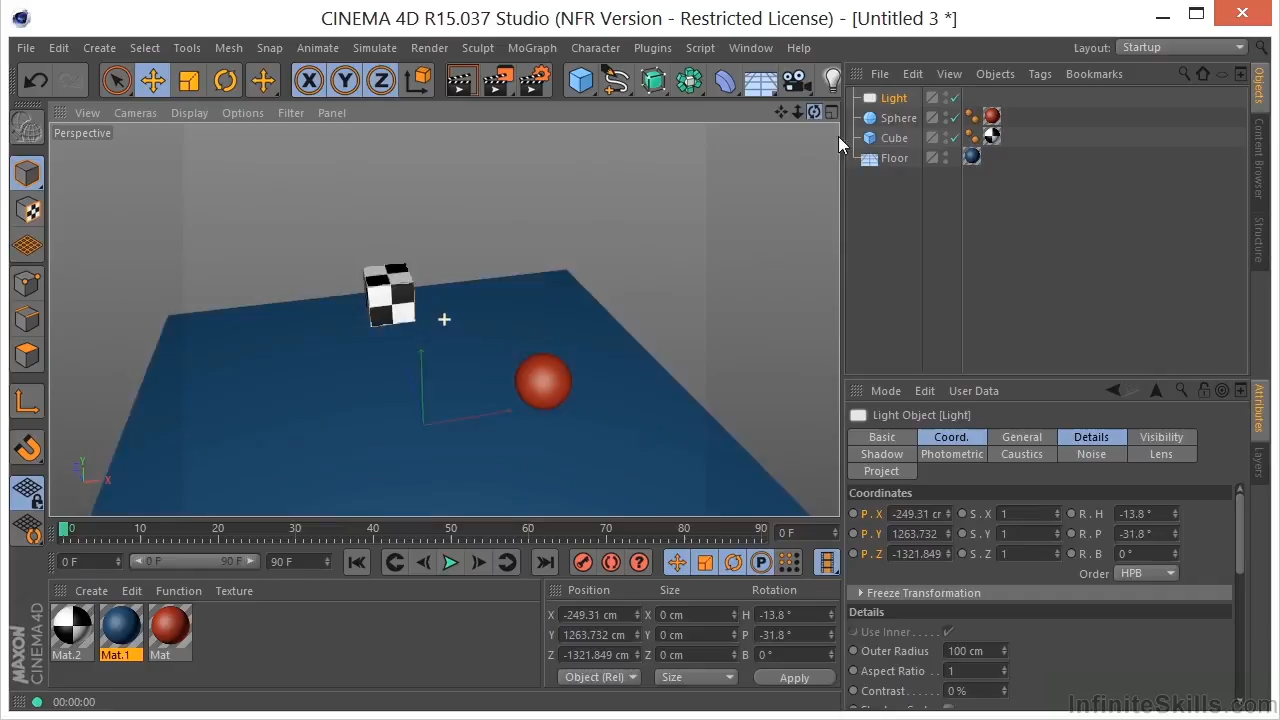 CINEMA 4D R15.037 Studio (NFR Version - Restricted License) - [Untitled 3 *]
File Edit Create Select Tools Mesh Snap Animate Simulate Render Sculpt MoGraph Character Plugins Script Window Help
Layout: Startup
X Y Z
File Edit View Objects Tags Bookmarks
View Cameras Display Options Filter Panel
Perspective
Light
Sphere
Cube
Floor
Objects
Content Browser
Structure
Mode Edit User Data
Light Object [Light]
Basic Coord. General Details Visibility
Shadow Photometric Caustics Noise Lens
Project
Attributes
Layers
Coordinates
P . X -249.31 cr S . X 1 R . H -13.8 °
P . Y 1263.732 S . Y 1 R . P -31.8 °
P . Z -1321.849 S . Z 1 R . B 0 °
Order HPB
Freeze Transformation
Details
Use Inner . . . . .
Outer Radius 100 cm
Aspect Ratio . . 1
Contrast . . . . . 0 %
Y
X
0 10 20 30 40 50 60 70 80 90 0 F
0 F 0 F 90 F 90 F
P
Create Edit Function Texture
Mat.2 Mat.1 Mat
Position Size Rotation
X -249.31 cm X 0 cm H -13.8 °
Y 1263.732 cm Y 0 cm P -31.8 °
Z -1321.849 cm Z 0 cm B 0 °
Object (Rel) Size Apply
MAXON
CINEMA 4D
00:00:00
InfiniteSkills.com